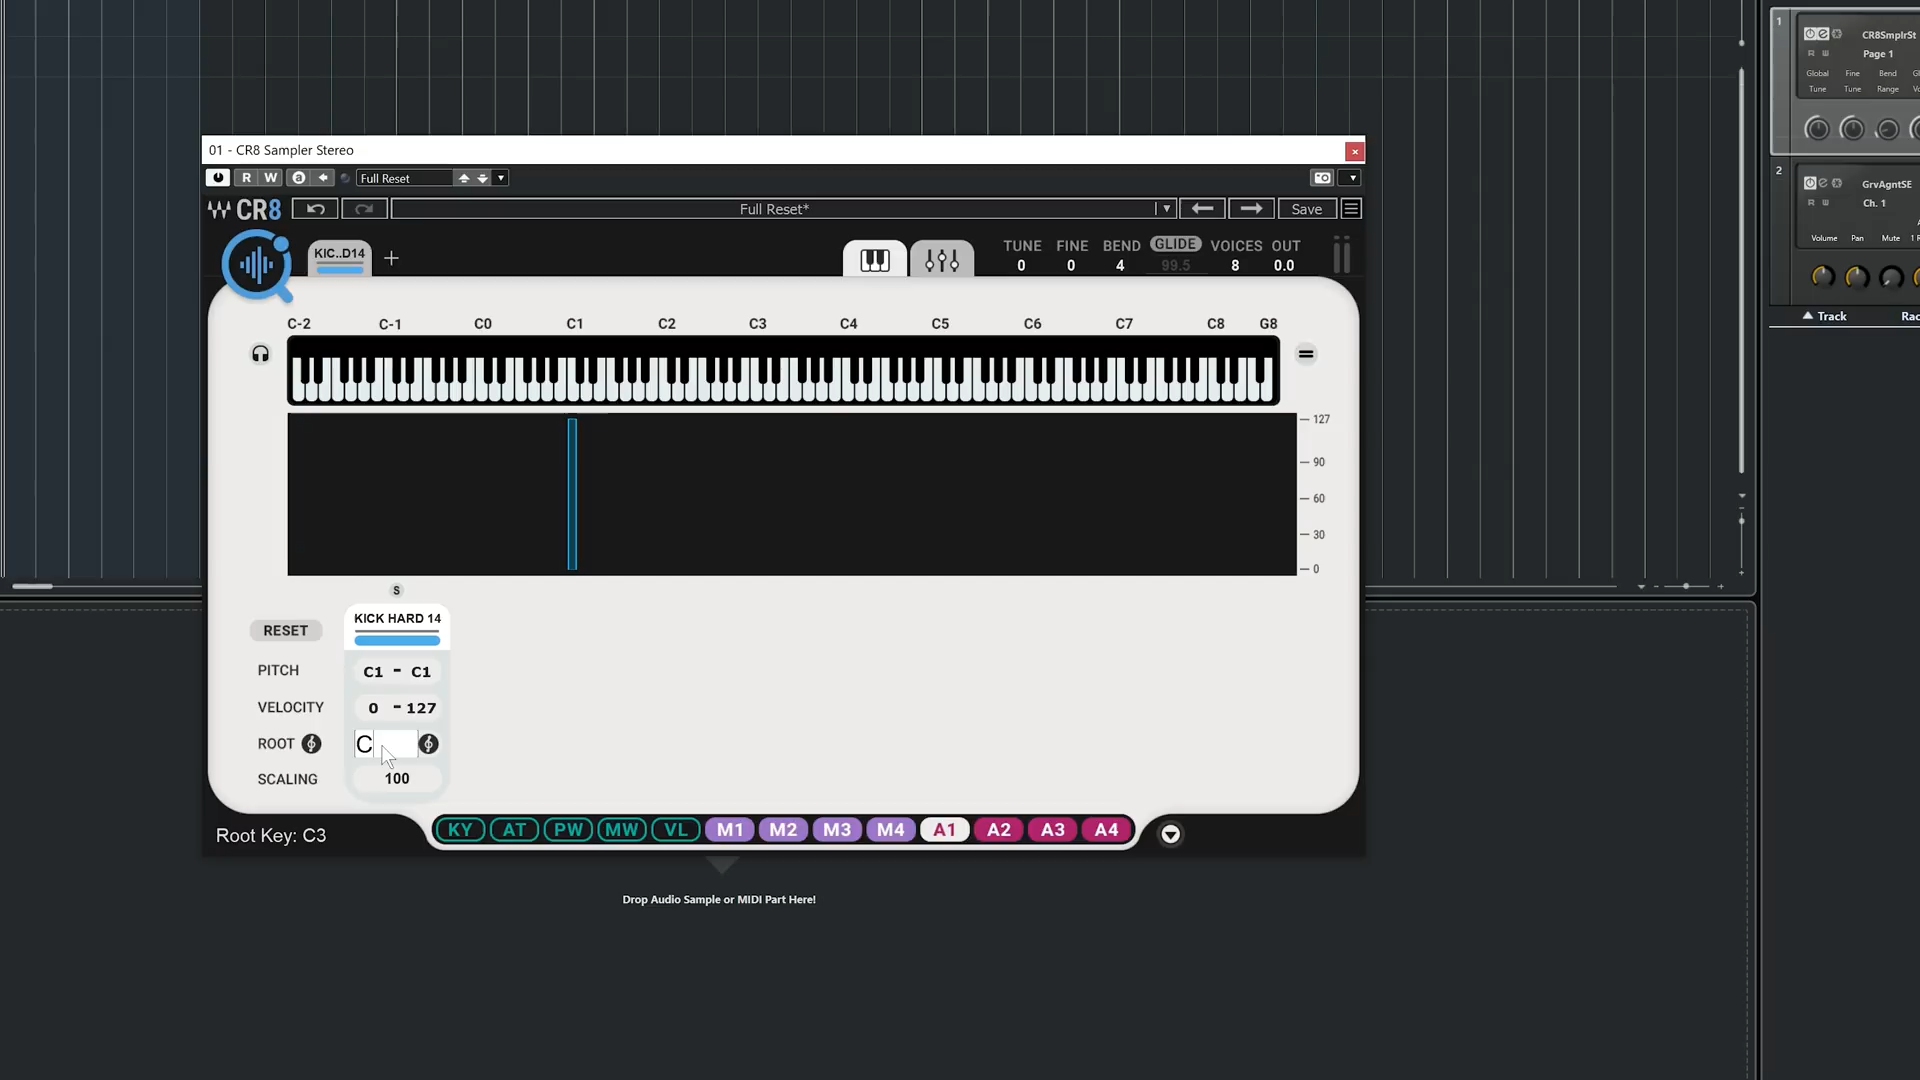 01 - CR8 Sampler Stereo
R W a Full Reset
CR8 Full Reset* Save
KIC..D14 +
TUNE FINE BEND GLIDE VOICES OUT
0 0 4 99.5 8 0.0
C-2 C-1 C0 C1 C2 C3 C4 C5 C6 C7 C8 G8
127
90
60
30
0
S
RESET KICK HARD 14
PITCH C1 - C1
VELOCITY 0 - 127
ROOT C
SCALING 100
Root Key: C3
KY AT PW MW VL M1 M2 M3 M4 A1 A2 A3 A4
Drop Audio Sample or MIDI Part Here!
1 CR8SmplrSt
R W Page 1
Global Fine Bend
Tune Tune Range
2 GrvAgntSE
R W Ch. 1
Volume Pan Mute
Track